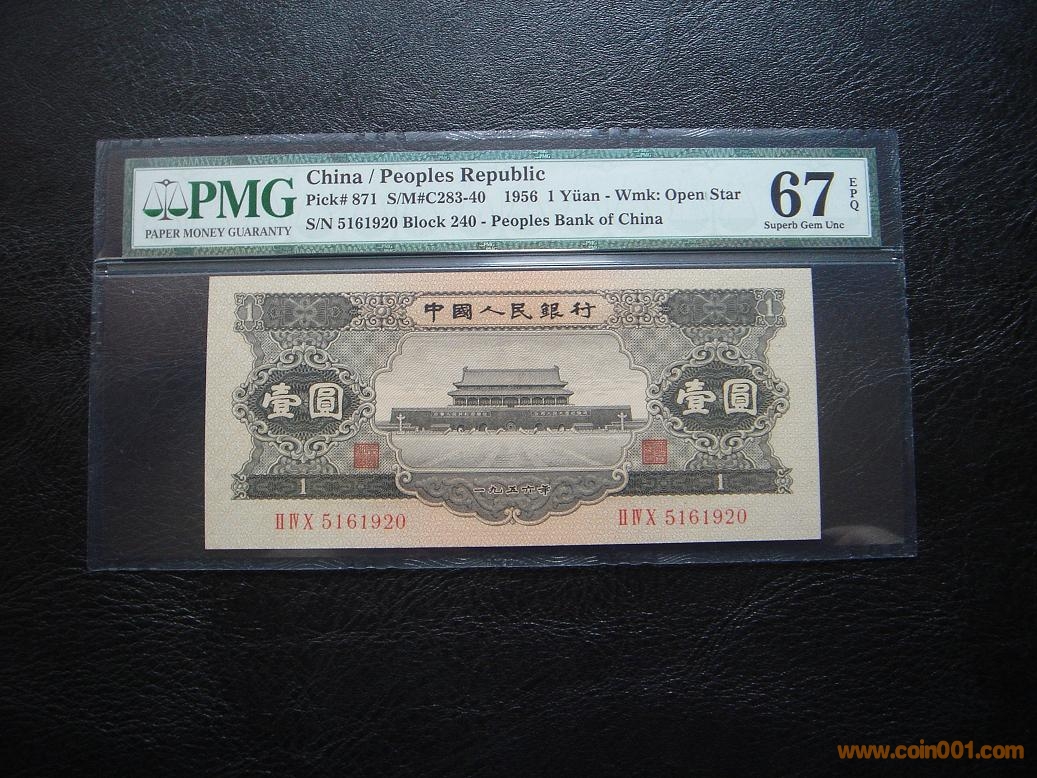 China / Peoples Republic
PMG
PAPER MONEY GUARANTY
Pick# 871 S/M#C283-40 1956 1 Yüan - Wmk: Open Star
S/N 5161920 Block 240 - Peoples Bank of China
67
EPQ
Superb Gem Unc
1
中國人民銀行
1
壹圓
壹圓
1
一九五六年
1
ⅡⅣⅩ 5161920
ⅡⅣⅩ 5161920
www.coin001.com